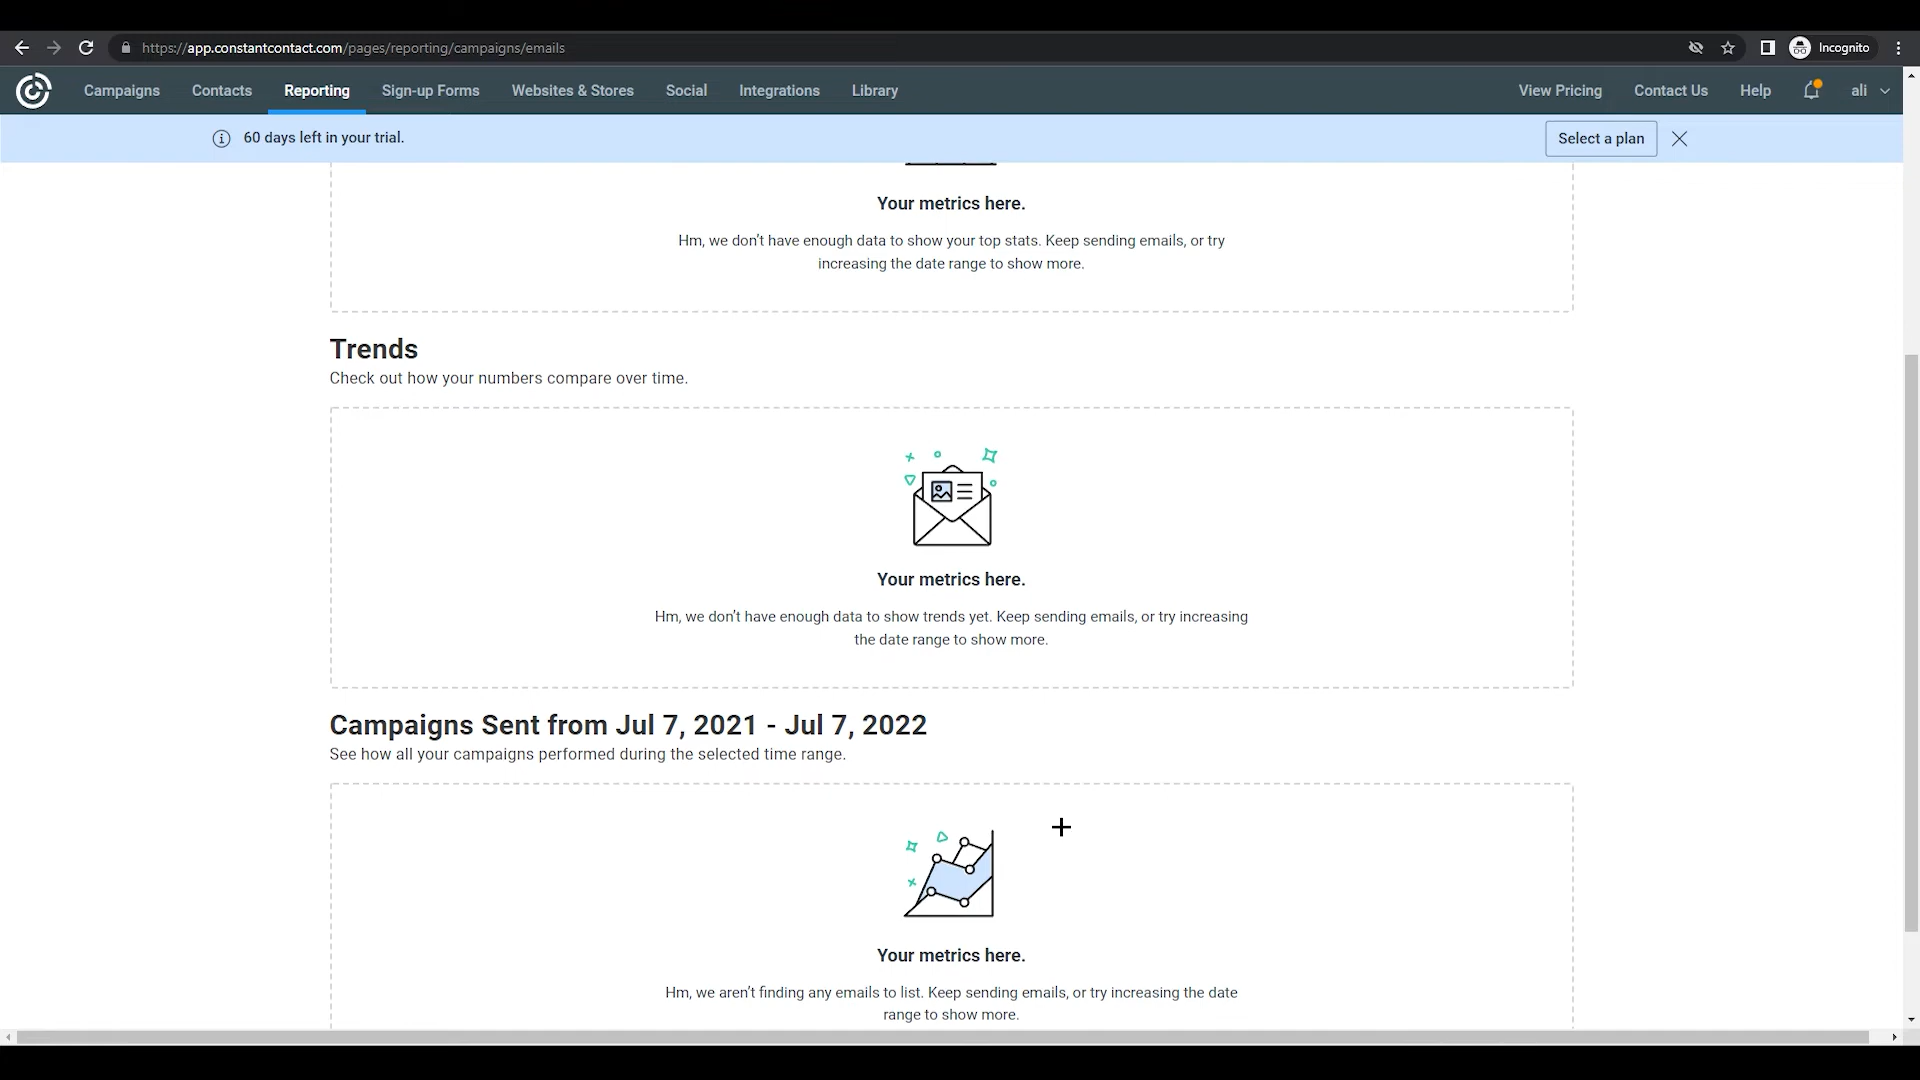 https://app.constantcontact.com/pages/reporting/campaigns/emails
Incognito
Campaigns Contacts Reporting Sign-up Forms Websites & Stores Social Integrations Library View Pricing Contact Us Help ali
60 days left in your trial.
Select a plan
Your metrics here.
Hm, we don’t have enough data to show your top stats. Keep sending emails, or try
increasing the date range to show more.
Trends
Check out how your numbers compare over time.
Your metrics here.
Hm, we don’t have enough data to show trends yet. Keep sending emails, or try increasing
the date range to show more.
Campaigns Sent from Jul 7, 2021 - Jul 7, 2022
See how all your campaigns performed during the selected time range.
Your metrics here.
Hm, we aren’t finding any emails to list. Keep sending emails, or try increasing the date
range to show more.